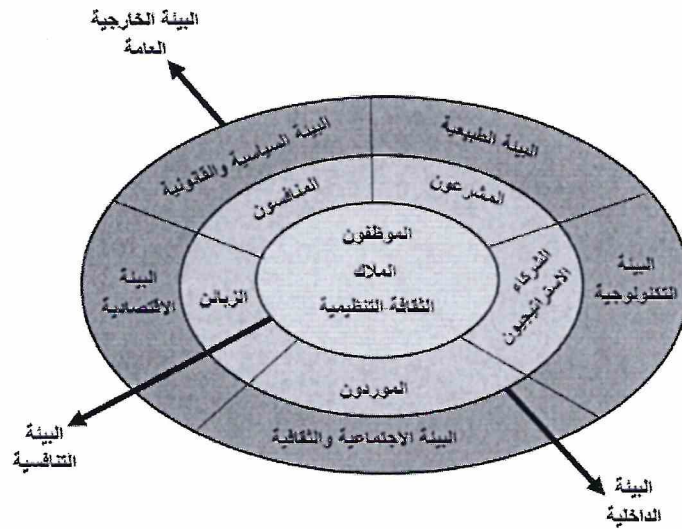 البيئة الخارجية
العامة
البيئة السياسية والقانونية
البيئة الطبيعية
المنافسون
المشرعون
الموظفون
الملاك
الثقافة التنظيمية
البيئة
الاقتصادية
الزبائن
الشركاء
الاستراتيجيون
البيئة
التكنولوجية
الموردون
البيئة الاجتماعية والثقافية
البيئة
التنافسية
البيئة
الداخلية